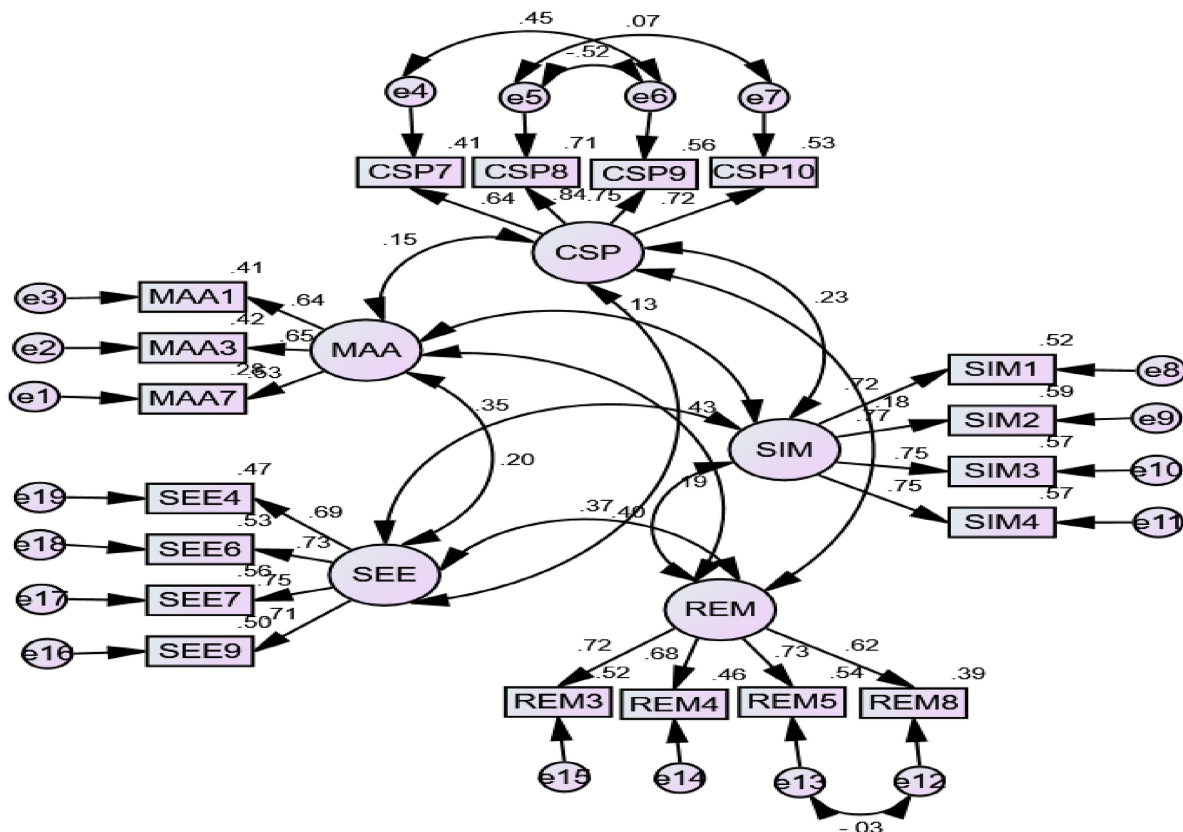 .45
.07
-.52
e4
e5
e6
e7
.41
.71
.56
.53
CSP7
CSP8
CSP9
CSP10
.64
.84
.75
.72
CSP
.15
.13
.23
.41
e3
MAA1
.64
.42
e2
MAA3
.65
MAA
.28
.53
e1
MAA7
.52
SIM1
e8
.72
.59
.18
SIM2
e9
.77
.57
SIM
SIM3
e10
.75
.57
SIM4
e11
.75
.35
.43
.20
.19
.37
.40
.47
e19
SEE4
.69
.53
e18
SEE6
.73
SEE
.56
.75
e17
SEE7
.50
.71
e16
SEE9
REM
.72
.68
.73
.62
.52
.46
.54
.39
REM3
REM4
REM5
REM8
e15
e14
e13
e12
-.03